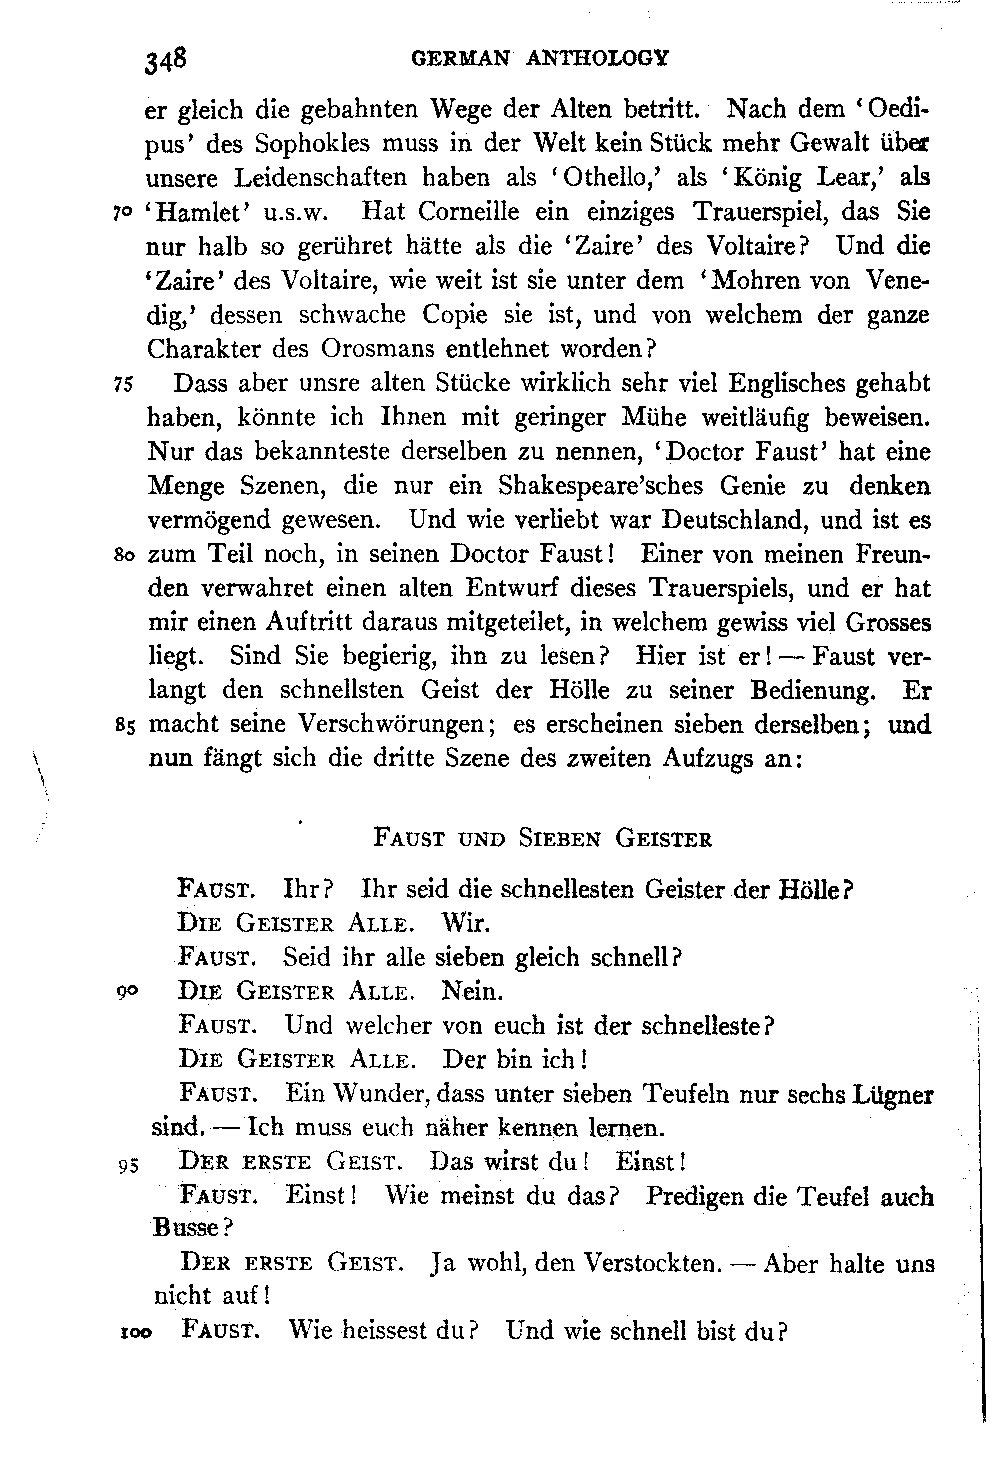 348 GERMAN ANTHOLOGY
er gleich die gebahnten Wege der Alten betritt. Nach dem ‘Oedi-
pus’ des Sophokles muss in der Welt kein Stück mehr Gewalt über
unsere Leidenschaften haben als ‘Othello,’ als ‘König Lear,’ als
70 ‘Hamlet’ u.s.w. Hat Corneille ein einziges Trauerspiel, das Sie
nur halb so gerühret hätte als die ‘Zaire’ des Voltaire? Und die
‘Zaire’ des Voltaire, wie weit ist sie unter dem ‘Mohren von Vene-
dig,’ dessen schwache Copie sie ist, und von welchem der ganze
Charakter des Orosmans entlehnet worden?
75 Dass aber unsre alten Stücke wirklich sehr viel Englisches gehabt
haben, könnte ich Ihnen mit geringer Mühe weitläufig beweisen.
Nur das bekannteste derselben zu nennen, ‘Doctor Faust’ hat eine
Menge Szenen, die nur ein Shakespeare’sches Genie zu denken
vermögend gewesen. Und wie verliebt war Deutschland, und ist es
80 zum Teil noch, in seinen Doctor Faust! Einer von meinen Freun-
den verwahret einen alten Entwurf dieses Trauerspiels, und er hat
mir einen Auftritt daraus mitgeteilet, in welchem gewiss viel Grosses
liegt. Sind Sie begierig, ihn zu lesen? Hier ist er! — Faust ver-
langt den schnellsten Geist der Hölle zu seiner Bedienung. Er
85 macht seine Verschwörungen; es erscheinen sieben derselben; und
nun fängt sich die dritte Szene des zweiten Aufzugs an:
FAUST UND SIEBEN GEISTER
FAUST. Ihr? Ihr seid die schnellesten Geister der Hölle?
DIE GEISTER ALLE. Wir.
FAUST. Seid ihr alle sieben gleich schnell?
90 DIE GEISTER ALLE. Nein.
FAUST. Und welcher von euch ist der schnelleste?
DIE GEISTER ALLE. Der bin ich!
FAUST. Ein Wunder, dass unter sieben Teufeln nur sechs Lügner
sind. — Ich muss euch näher kennen lernen.
95 DER ERSTE GEIST. Das wirst du! Einst!
FAUST. Einst! Wie meinst du das? Predigen die Teufel auch
Busse?
DER ERSTE GEIST. Ja wohl, den Verstockten. — Aber halte uns
nicht auf!
100 FAUST. Wie heissest du? Und wie schnell bist du?